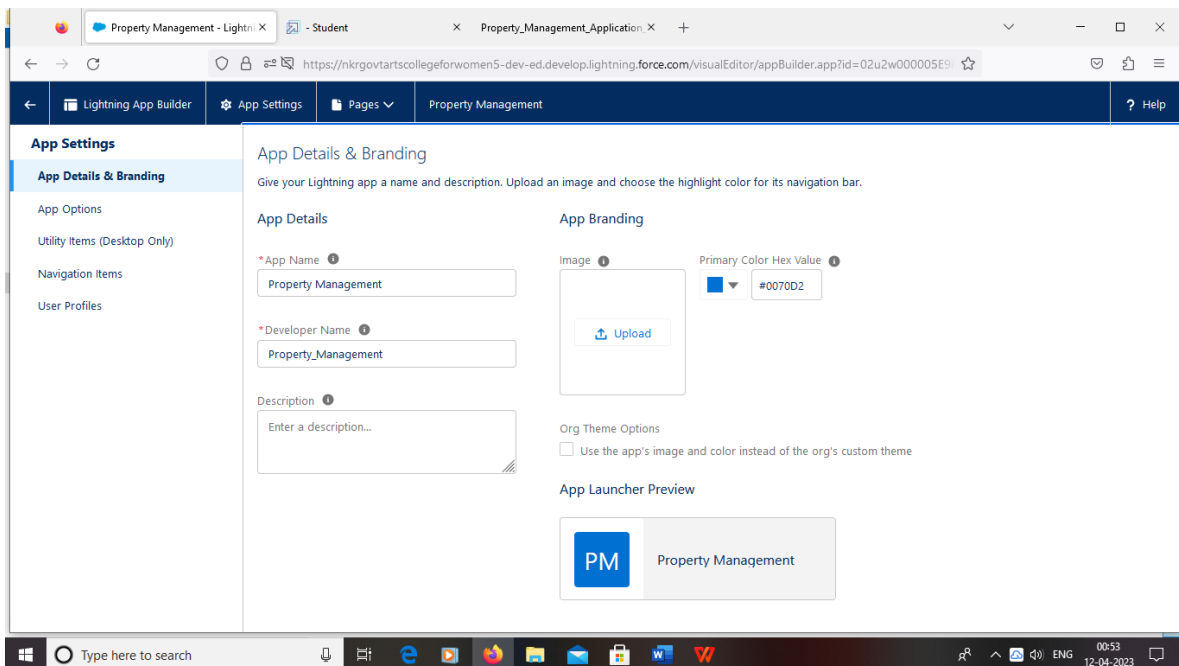 Property Management - Lightni
- Student
Property_Management_Application_
https://nkrgovtartscollegeforwomen5-dev-ed.develop.lightning.force.com/visualEditor/appBuilder.app?id=02u2w000005E9
Lightning App Builder
App Settings
Pages
Property Management
? Help
App Settings
App Details & Branding
App Options
Utility Items (Desktop Only)
Navigation Items
User Profiles
App Details & Branding
Give your Lightning app a name and description. Upload an image and choose the highlight color for its navigation bar.
App Details
*App Name
Property Management
*Developer Name
Property_Management
Description
Enter a description...
App Branding
Image
Upload
Primary Color Hex Value
#0070D2
Org Theme Options
Use the app's image and color instead of the org's custom theme
App Launcher Preview
PM
Property Management
Type here to search
ENG
00:53
12-04-2023